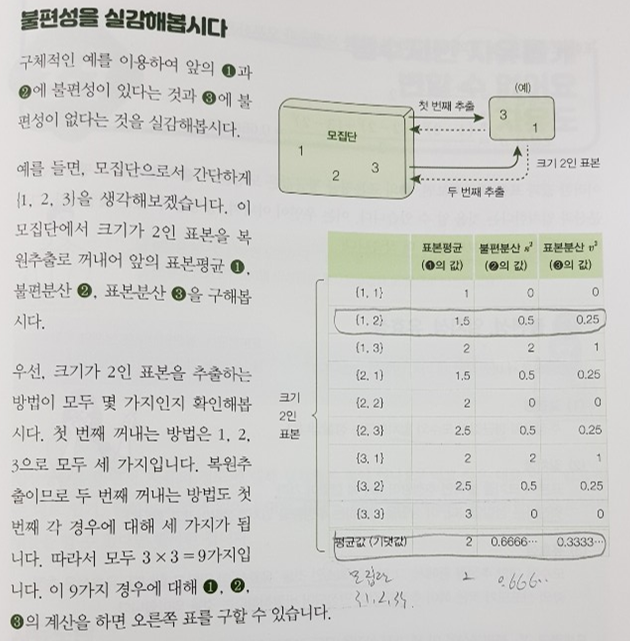 불편성을 실감해봅시다
구체적인 예를 이용하여 앞의 ❶과
❷에 불편성이 있다는 것과 ❸에 불
편성이 없다는 것을 실감해봅시다.
예를 들면, 모집단으로서 간단하게
{1, 2, 3}을 생각해보겠습니다. 이
모집단에서 크기가 2인 표본을 복
원추출로 꺼내어 앞의 표본평균 ❶,
불편분산 ❷, 표본분산 ❸을 구해봅
시다.
우선, 크기가 2인 표본을 추출하는
방법이 모두 몇 가지인지 확인해봅
시다. 첫 번째 꺼내는 방법은 1, 2,
3으로 모두 세 가지입니다. 복원추
출이므로 두 번째 꺼내는 방법도 첫
번째 각 경우에 대해 세 가지가 됩
니다. 따라서 모두 3×3=9가지입
니다. 이 9가지 경우에 대해 ❶, ❷,
❸의 계산을 하면 오른쪽 표를 구할 수 있습니다.
(예)
첫 번째 추출
3
1
모집단
1
2
3
크기 2인 표본
두 번째 추출
표본평균 불편분산 u² 표본분산 v²
(❶의 값) (❷의 값) (❸의 값)
{1, 1} 1 0 0
{1, 2} 1.5 0.5 0.25
{1, 3} 2 2 1
{2, 1} 1.5 0.5 0.25
{2, 2} 2 0 0
{2, 3} 2.5 0.5 0.25
{3, 1} 2 2 1
{3, 2} 2.5 0.5 0.25
{3, 3} 3 0 0
평균값 (기댓값) 2 0.6666… 0.3333…
크기
2인
표본
모집단 2 0.666..